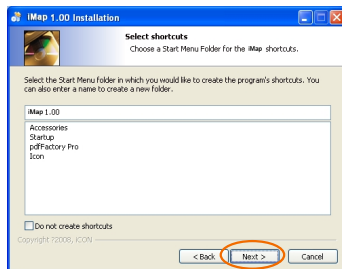 iMap 1.00 Installation
Select shortcuts
Choose a Start Menu Folder for the iMap shortcuts.
Select the Start Menu folder in which you would like to create the program's shortcuts. You
can also enter a name to create a new folder.
iMap 1.00
Accessories
Startup
pdfFactory Pro
Icon
Do not create shortcuts
Copyright ?2008, iCON
< Back
Next >
Cancel